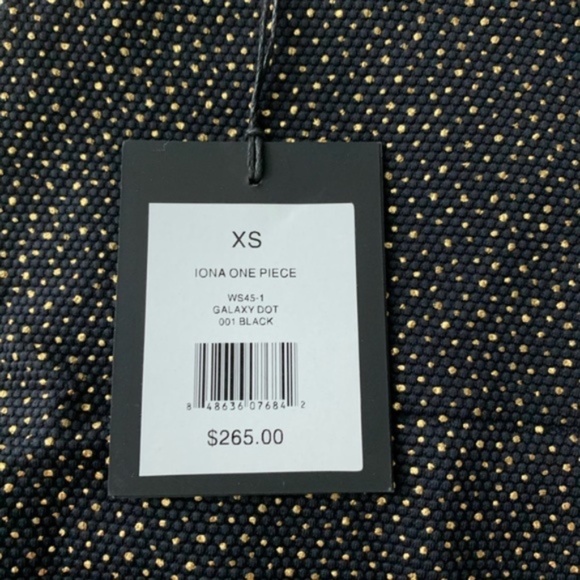 XS
IONA ONE PIECE
WS45-1
GALAXY DOT
001 BLACK
8 48636 07684 2
$265.00